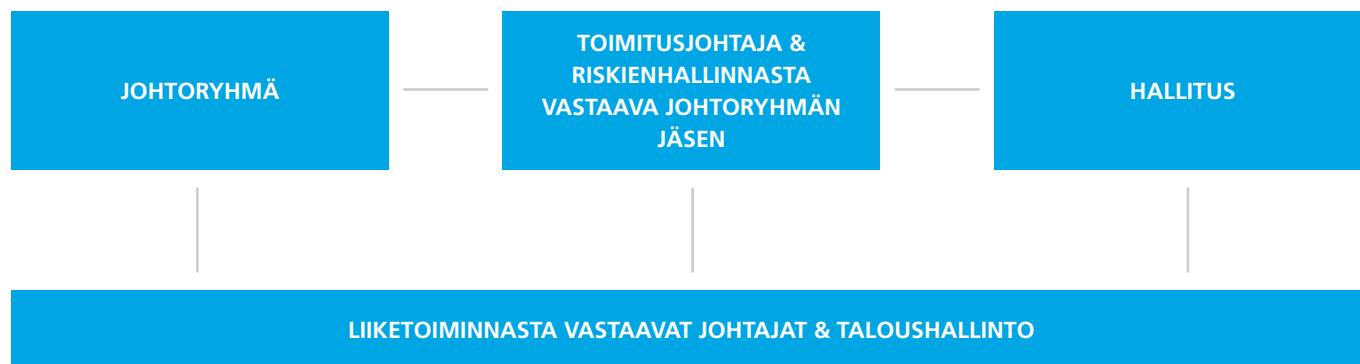 JOHTORYHMÄ
TOIMITUSJOHTAJA &
RISKIENHALLINNASTA
VASTAAVA JOHTORYHMÄN
JÄSEN
HALLITUS
LIIKETOIMINNASTA VASTAAVAT JOHTAJAT & TALOUSHALLINTO